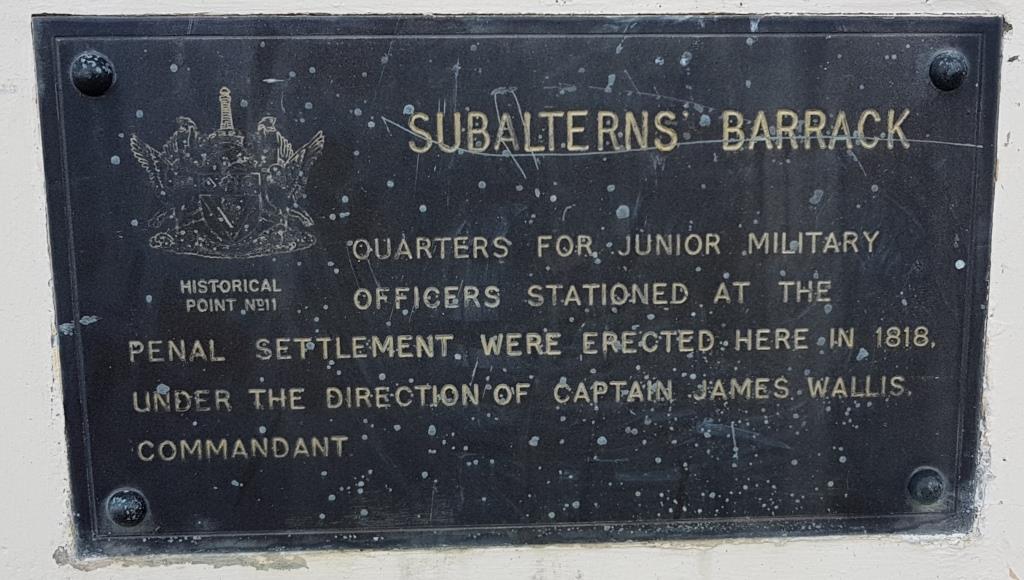 SUBALTERNS' BARRACK
HISTORICAL
POINT Nº11
QUARTERS FOR JUNIOR MILITARY
OFFICERS STATIONED AT THE
PENAL SETTLEMENT WERE ERECTED HERE IN 1818,
UNDER THE DIRECTION OF CAPTAIN JAMES WALLIS,
COMMANDANT